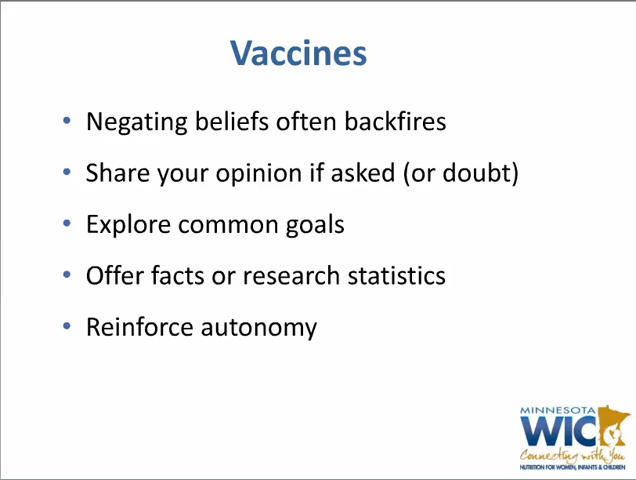 Vaccines
• Negating beliefs often backfires
• Share your opinion if asked (or doubt)
• Explore common goals
• Offer facts or research statistics
• Reinforce autonomy
MINNESOTA
WIC
Connecting with You
NUTRITION FOR WOMEN, INFANTS & CHILDREN